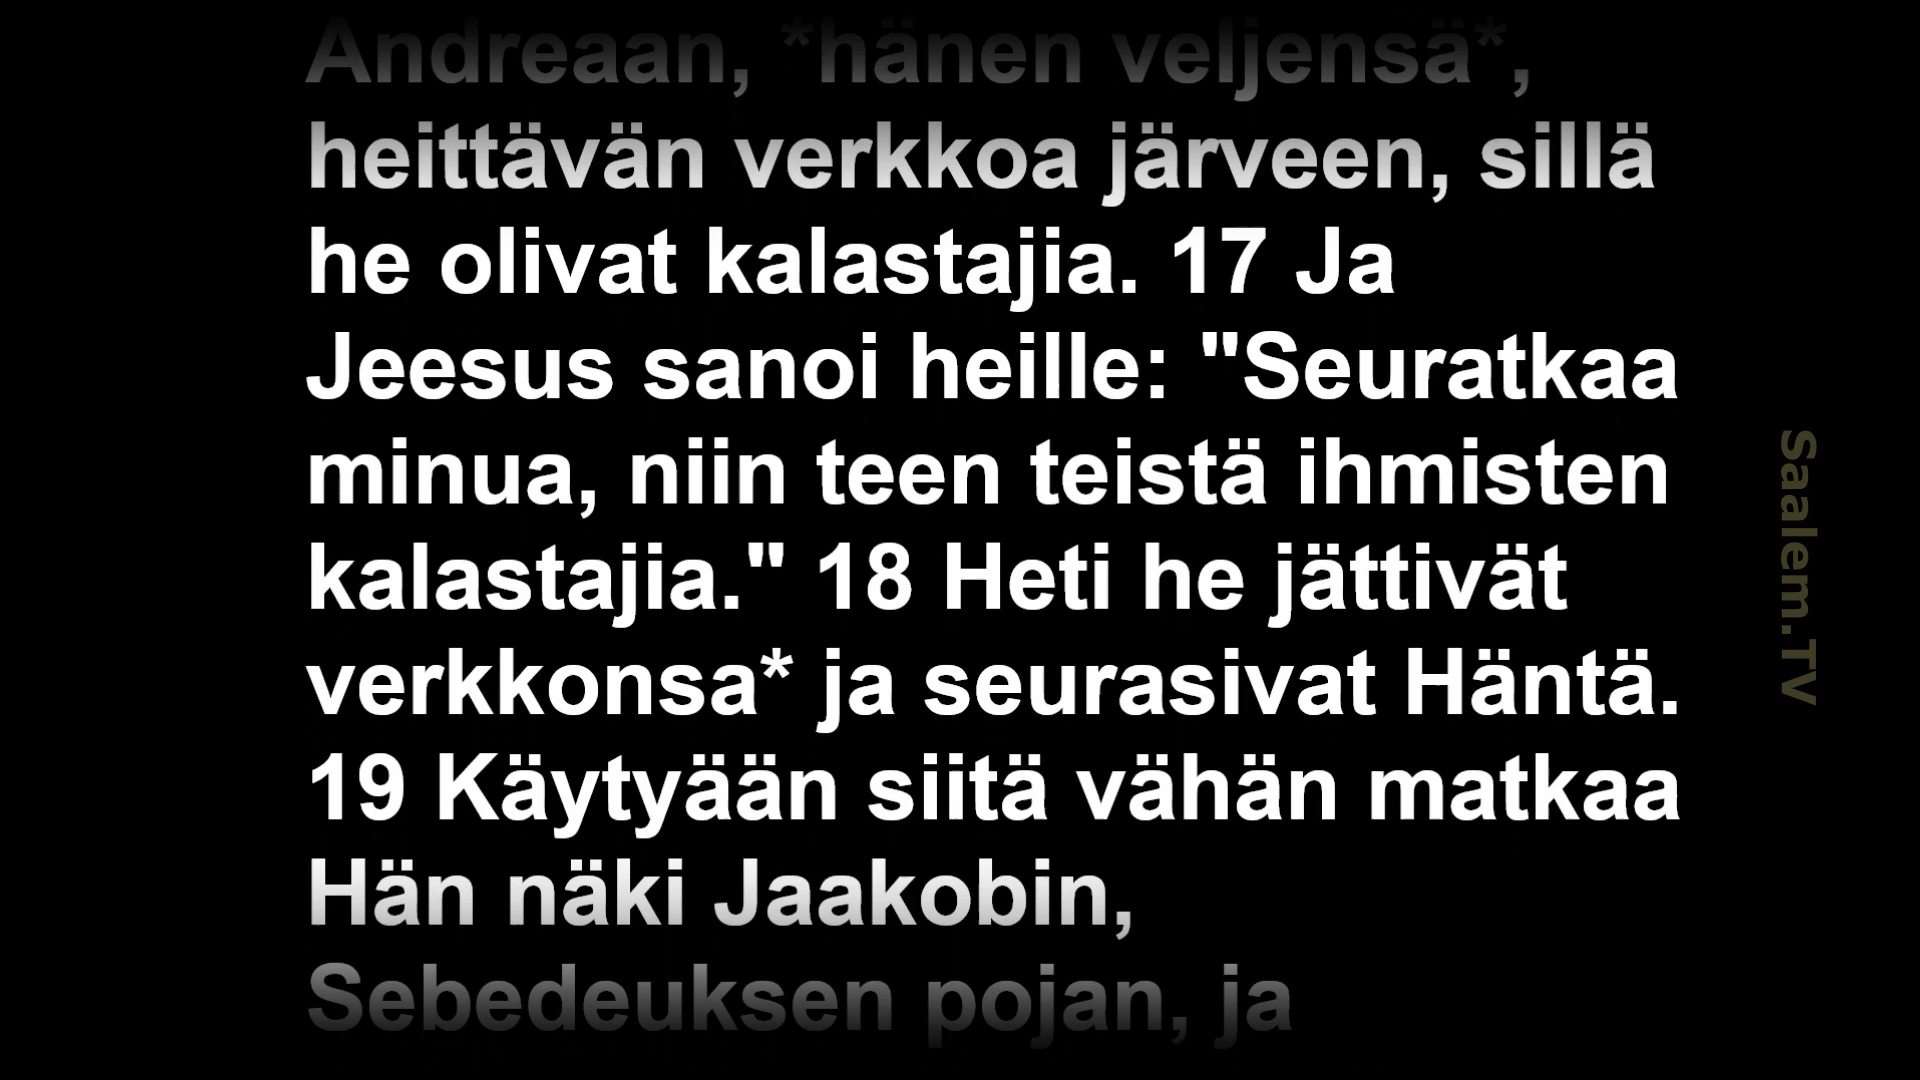 Andreaan, *hänen veljensä*,
heittävän verkkoa järveen, sillä
he olivat kalastajia. 17 Ja
Jeesus sanoi heille: "Seuratkaa
minua, niin teen teistä ihmisten
kalastajia." 18 Heti he jättivät
verkkonsa* ja seurasivat Häntä.
19 Käytyään siitä vähän matkaa
Hän näki Jaakobin,
Sebedeuksen pojan, ja
Saalem.TV